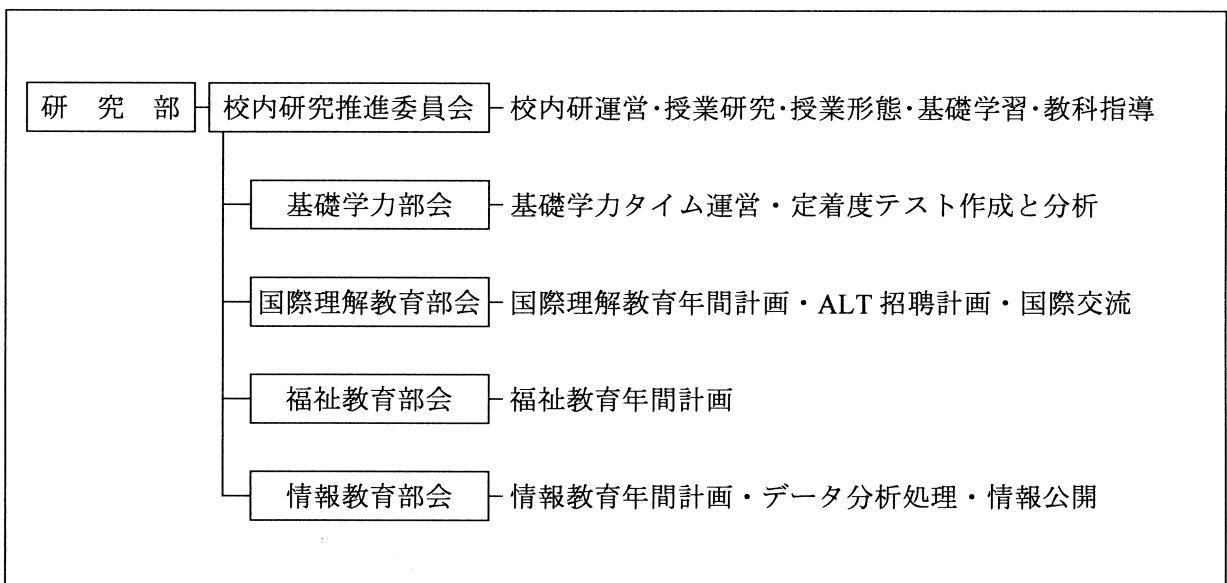 研究部 校内研究推進委員会 校内研運営・授業研究・授業形態・基礎学習・教科指導
基礎学力部会 基礎学力タイム運営・定着度テスト作成と分析
国際理解教育部会 国際理解教育年間計画・ALT 招聘計画・国際交流
福祉教育部会 福祉教育年間計画
情報教育部会 情報教育年間計画・データ分析処理・情報公開